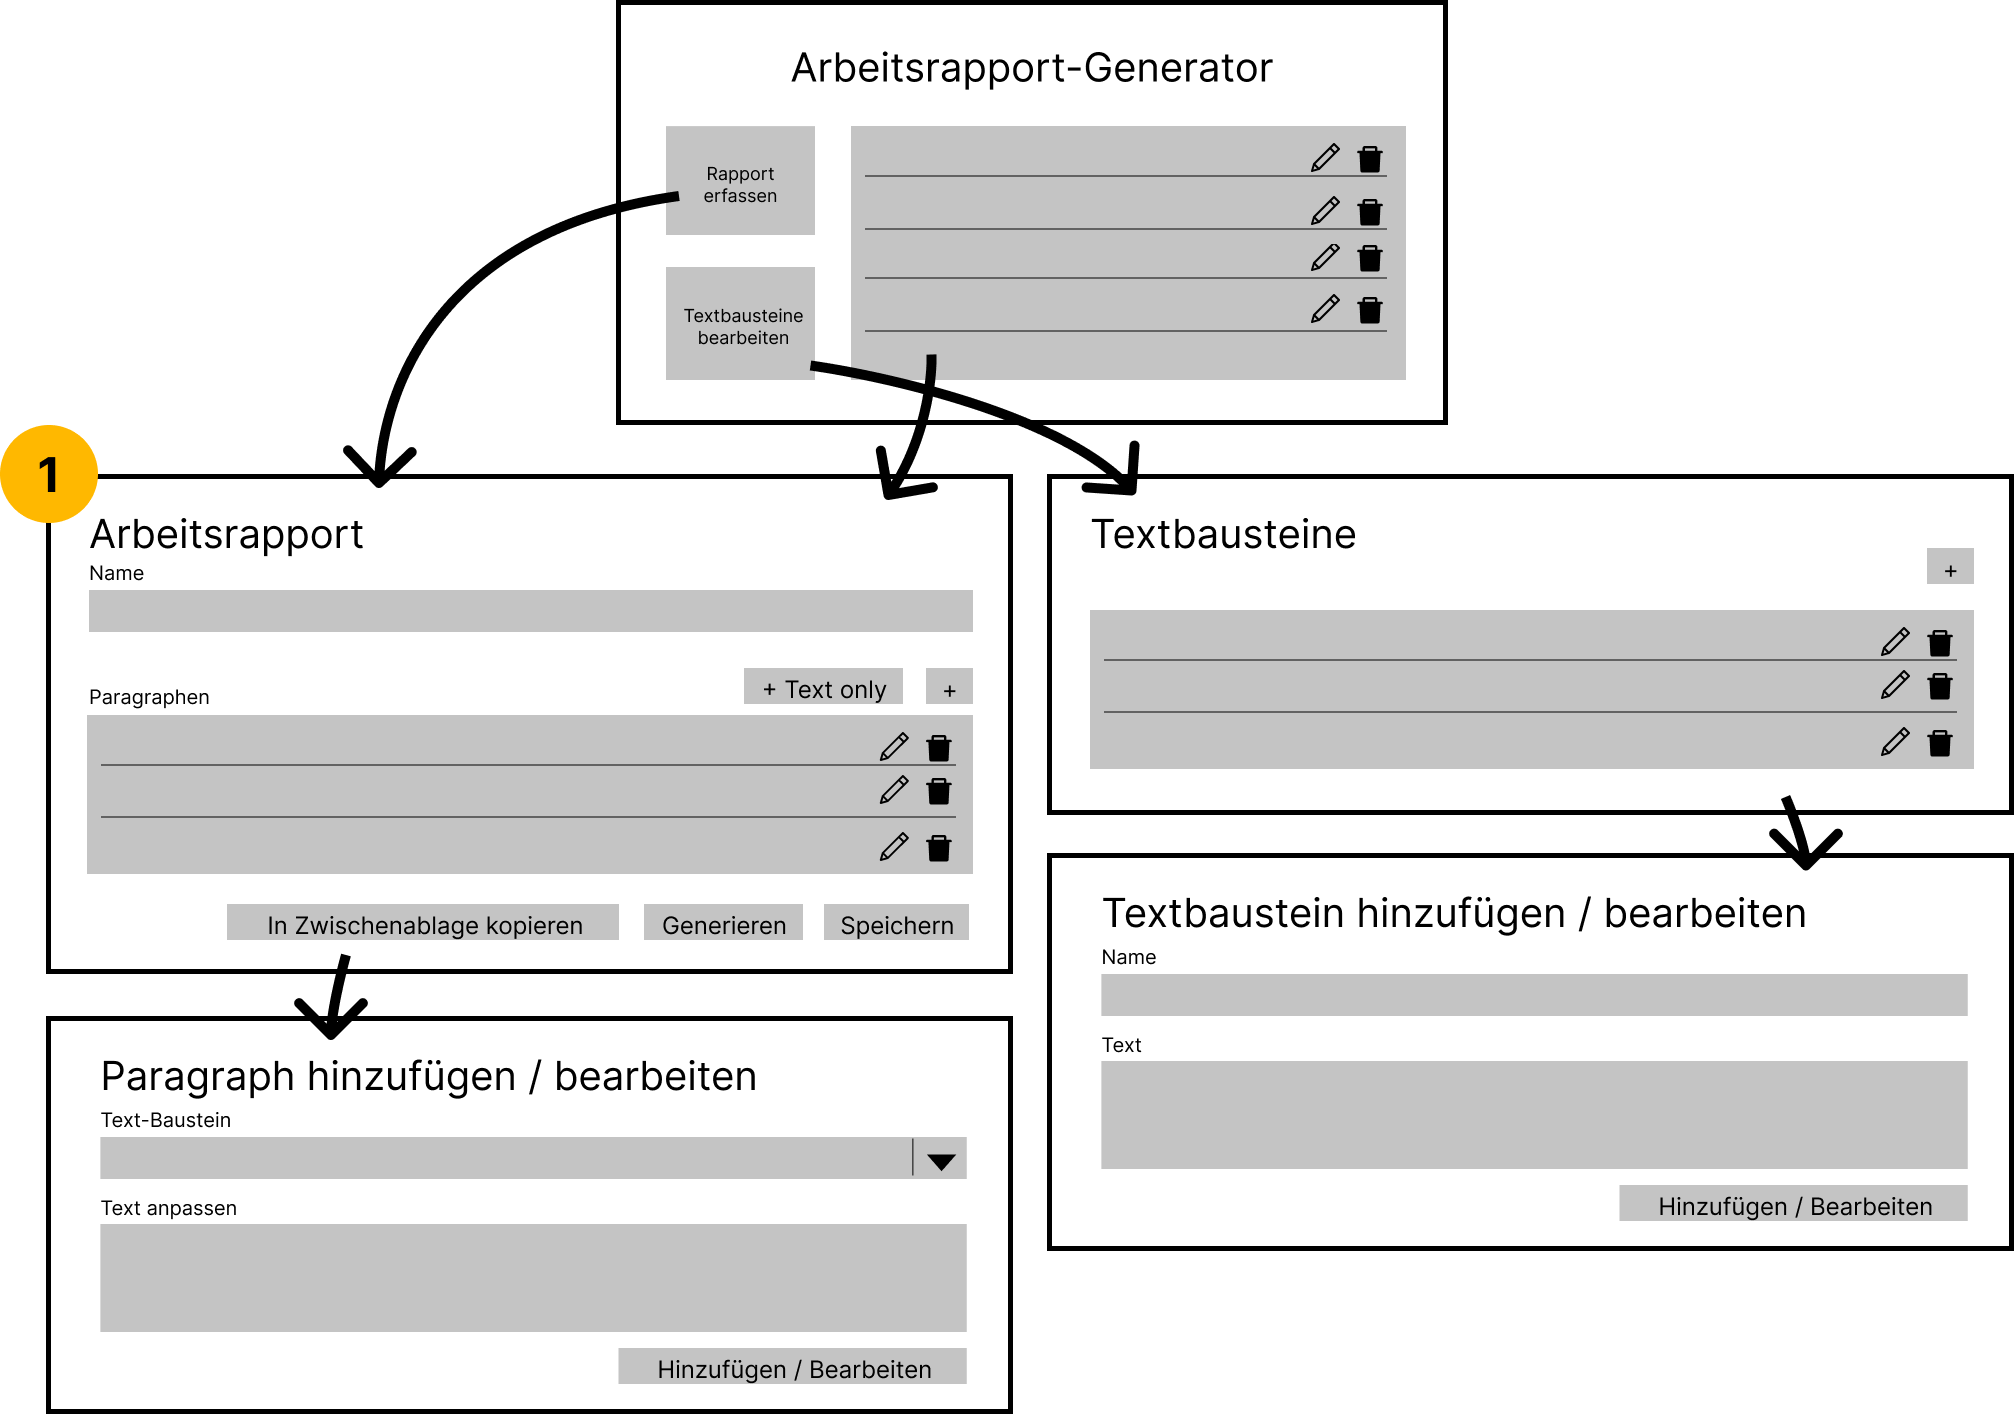 Arbeitsrapport-Generator
Rapport
erfassen
Textbausteine
bearbeiten
1
Arbeitsrapport
Name
+ Text only
+
Paragraphen
In Zwischenablage kopieren
Generieren
Speichern
Paragraph hinzufügen / bearbeiten
Text-Baustein
Text anpassen
Hinzufügen / Bearbeiten
Textbausteine
+
Textbaustein hinzufügen / bearbeiten
Name
Text
Hinzufügen / Bearbeiten